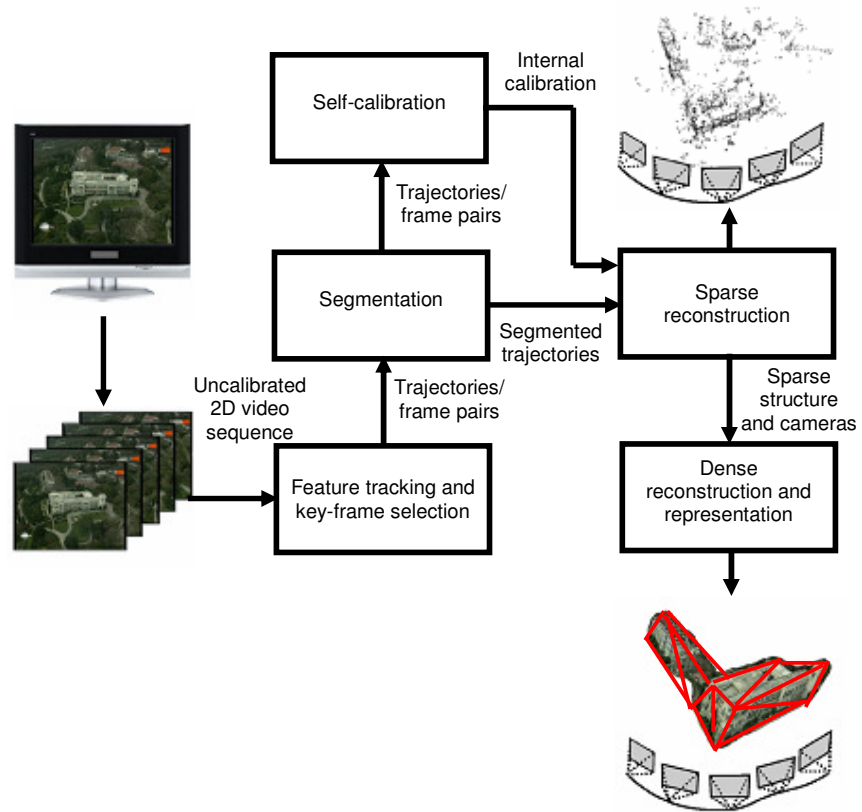 Self-calibration
Internal
calibration
Trajectories/
frame pairs
Segmentation
Segmented
trajectories
Sparse
reconstruction
Uncalibrated
2D video
sequence
Trajectories/
frame pairs
Sparse
structure
and cameras
Feature tracking and
key-frame selection
Dense
reconstruction and
representation